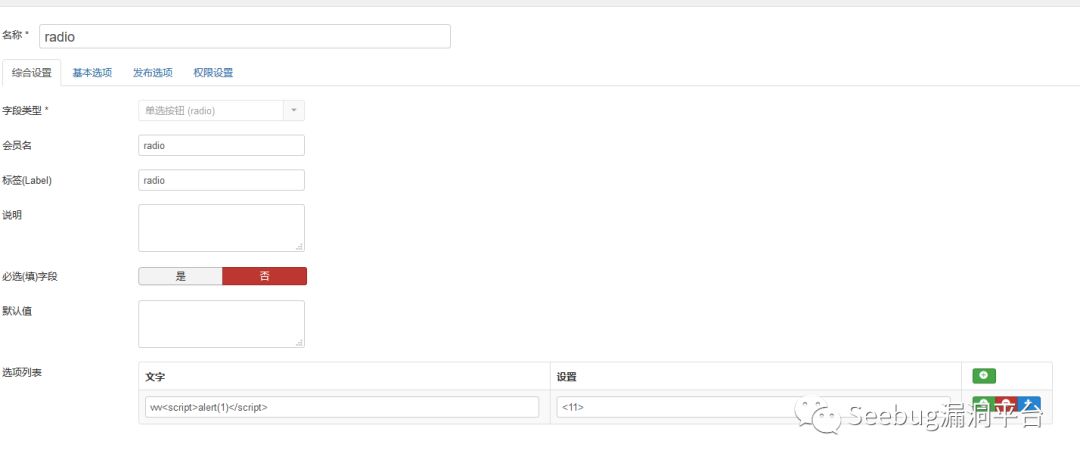 名称 * radio
综合设置 基本选项 发布选项 权限设置
字段类型 * 单选按钮 (radio)
会员名 radio
标签(Label) radio
说明
必选(填)字段 是 否
默认值
选项列表 文字 设置
vv<script>alert(1)</script> <11>
Seebug漏洞平台